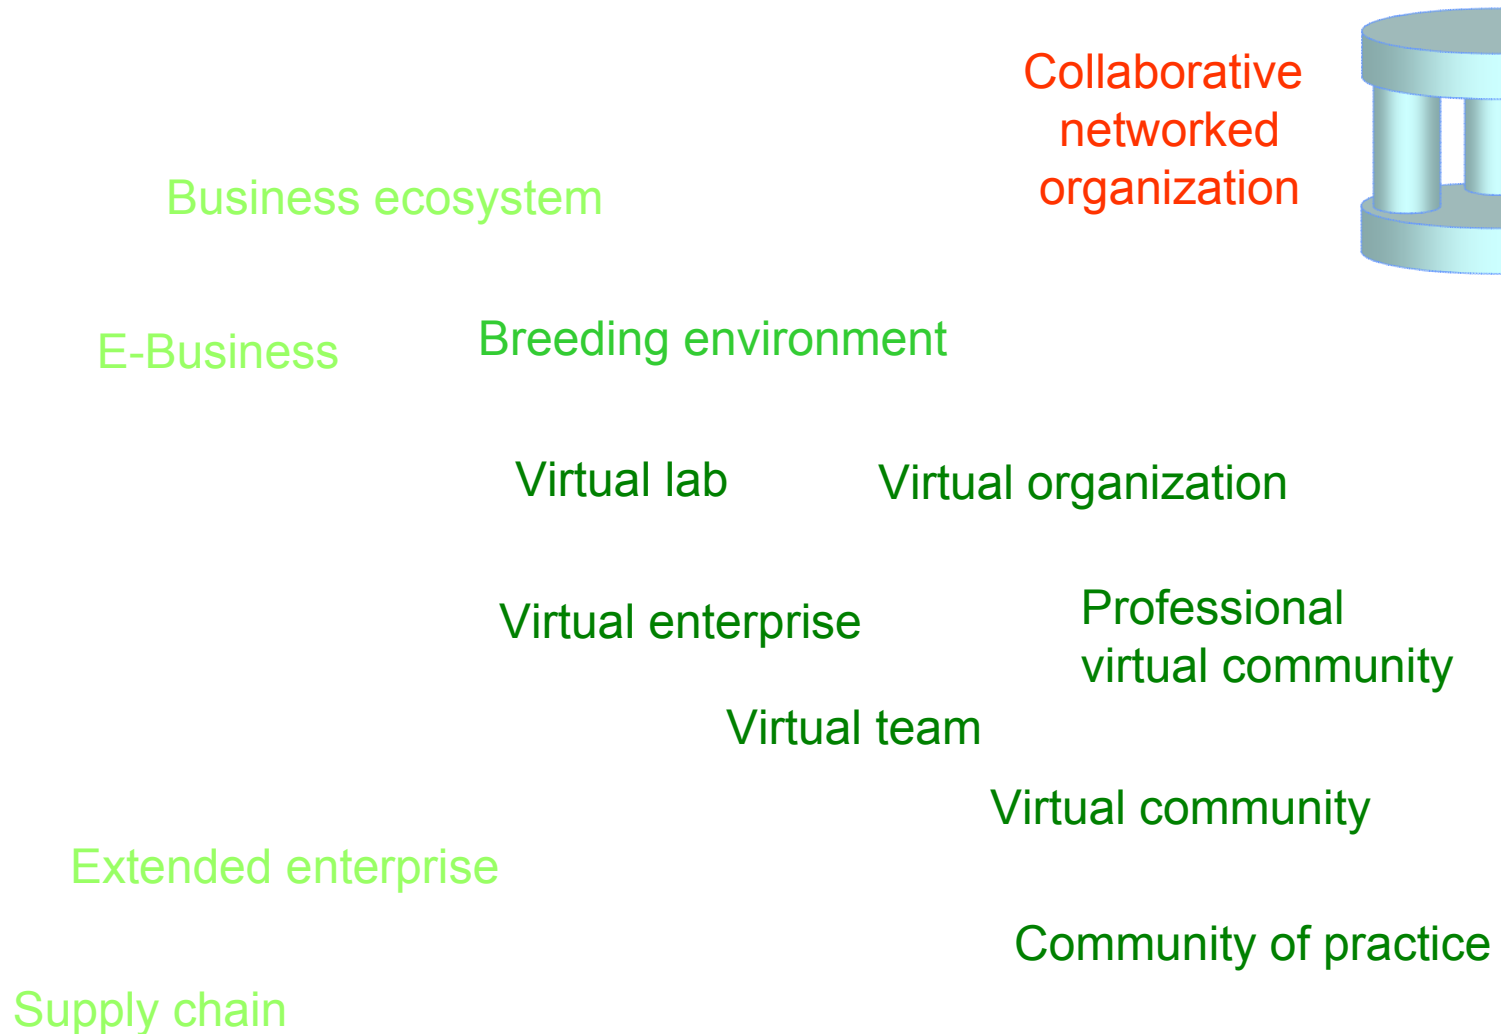 Collaborative
networked
organization
Business ecosystem
Breeding environment
E-Business
Virtual lab
Virtual organization
Virtual enterprise
Professional
virtual community
Virtual team
Virtual community
Extended enterprise
Community of practice
Supply chain